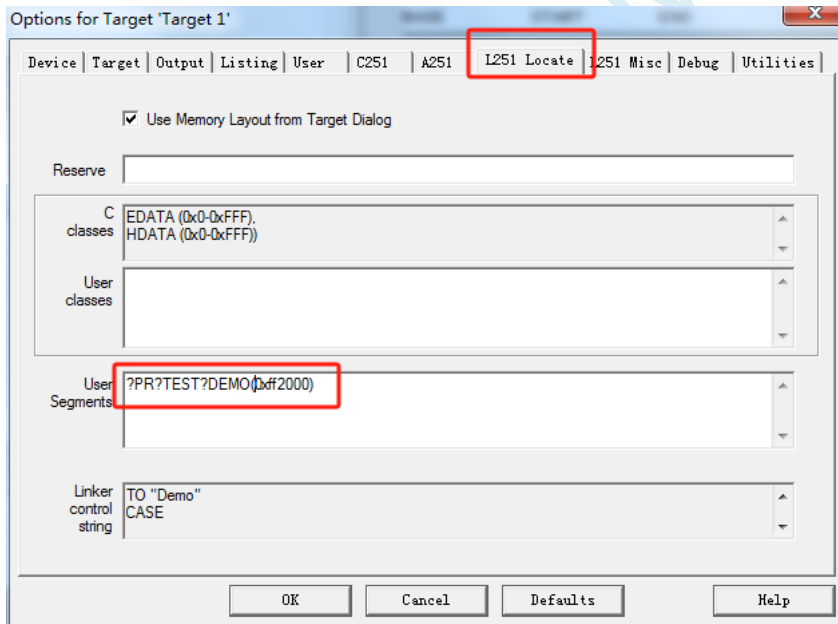 Options for Target 'Target 1'
Device Target Output Listing User C251 A251 L251 Locate L251 Misc Debug Utilities
Use Memory Layout from Target Dialog
Reserve
C classes
EDATA (0x0-0xFFF),
HDATA (0x0-0xFFF))
User classes
User Segments
?PR?TEST?DEMO(0xff2000)
Linker control string
TO "Demo"
CASE
OK Cancel Defaults Help